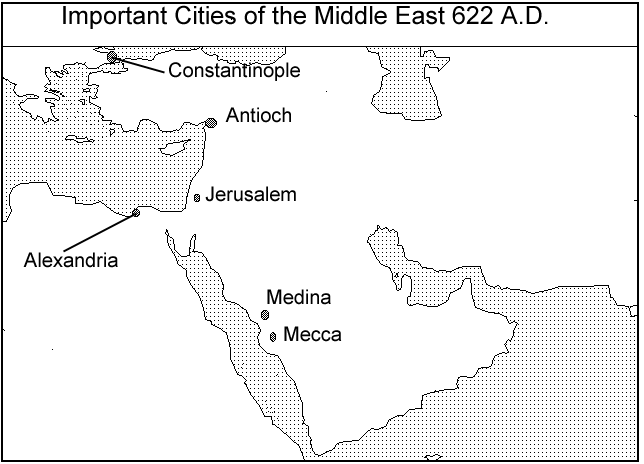 Important Cities of the Middle East 622 A.D.
Constantinople
Antioch
Jerusalem
Alexandria
Medina
Mecca